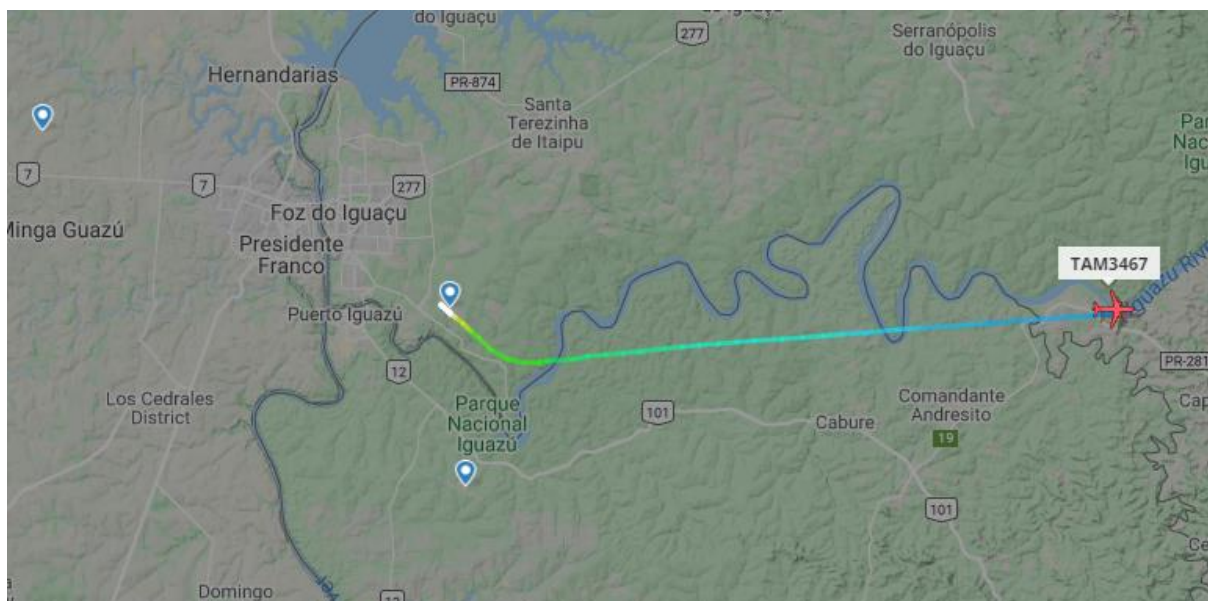 do Iguaçu
277
Serranópolis
do Iguaçu
Hernandarias
PR-874
Santa
Terezinha
de Itaipu
7
7
277
Foz do Iguaçu
Minga Guazú
Presidente
Franco
TAM3467
Iguazu Riv
Puerto Iguazú
12
PR-281
Los Cedrales
District
Parque
Nacional
Iguazú
101
Cabure
Comandante
Andresito
19
101
Domingo
12